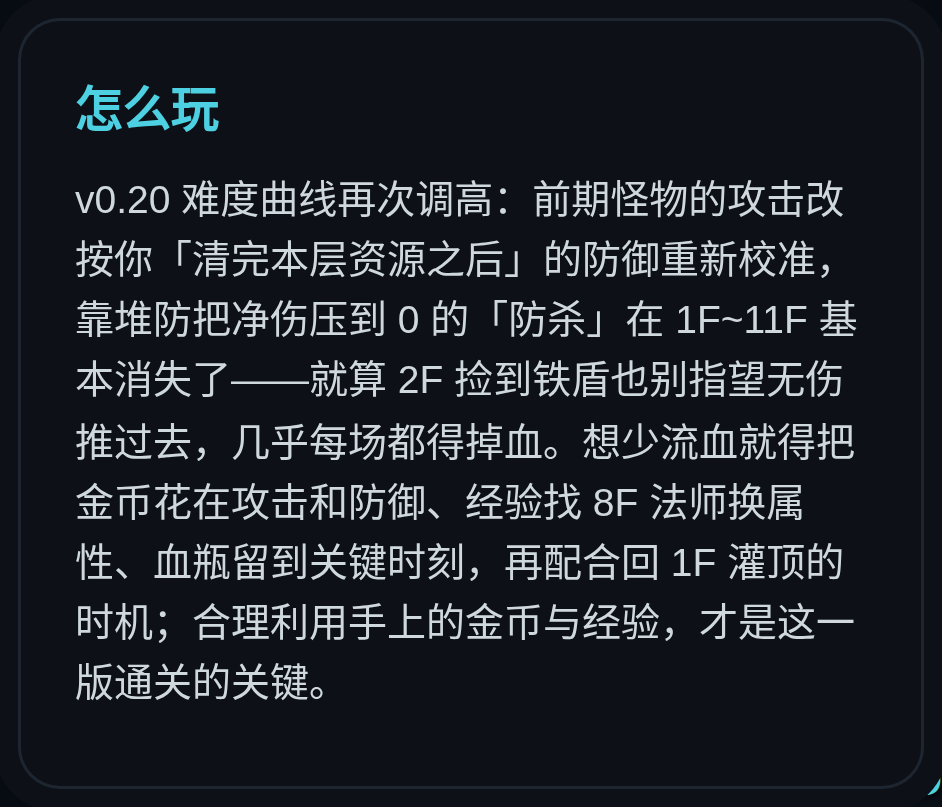 怎么玩
v0.20 难度曲线再次调高：前期怪物的攻击改
按你「清完本层资源之后」的防御重新校准，
靠堆防把净伤压到 0 的「防杀」在 1F~11F 基
本消失了——就算 2F 捡到铁盾也别指望无伤
推过去，几乎每场都得掉血。想少流血就得把
金币花在攻击和防御、经验找 8F 法师换属
性、血瓶留到关键时刻，再配合回 1F 灌顶的
时机；合理利用手上的金币与经验，才是这一
版通关的关键。